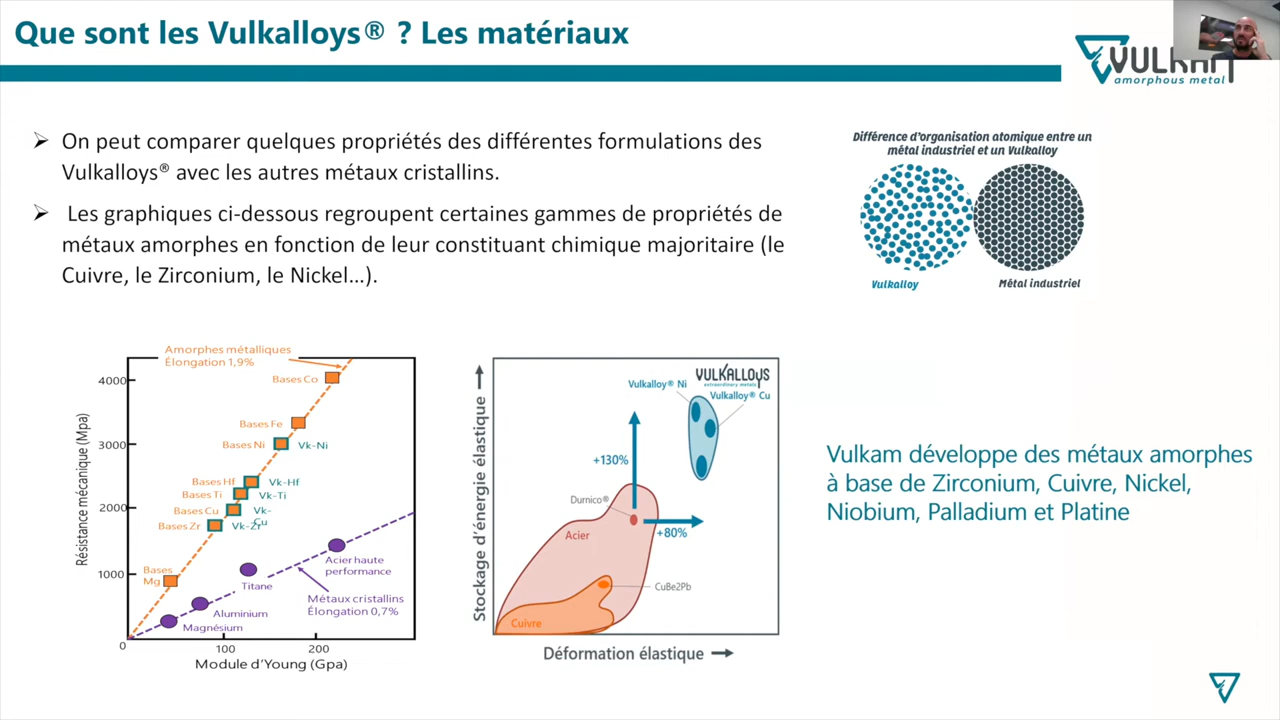 Que sont les Vulkalloys® ? Les matériaux
VULKAM
amorphous metal
➢ On peut comparer quelques propriétés des différentes formulations des
Vulkalloys® avec les autres métaux cristallins.
➢ Les graphiques ci-dessous regroupent certaines gammes de propriétés de
métaux amorphes en fonction de leur constituant chimique majoritaire (le
Cuivre, le Zirconium, le Nickel...).
Différence d'organisation atomique entre un
métal industriel et un Vulkalloy
Vulkalloy
Métal industriel
Résistance mécanique (Mpa)
Amorphes métalliques
Élongation 1,9%
4000
3000
2000
1000
0
100
200
Module d'Young (Gpa)
Bases Co
Bases Fe
Bases Ni
Vk-Ni
Bases Hf
Vk-Hf
Bases Ti
Vk-Ti
Bases Cu
Vk-
Cu
Bases Zr
Vk-Zr
Bases
Mg
Acier haute
performance
Titane
Métaux cristallins
Élongation 0,7%
Aluminium
Magnésium
Stockage d'énergie élastique
VULKALLOYS
extraordinary metals
Vulkalloy® Ni
Vulkalloy® Cu
+130%
Durnico®
+80%
Acier
CuBe2Pb
Cuivre
Déformation élastique
Vulkam développe des métaux amorphes
à base de Zirconium, Cuivre, Nickel,
Niobium, Palladium et Platine